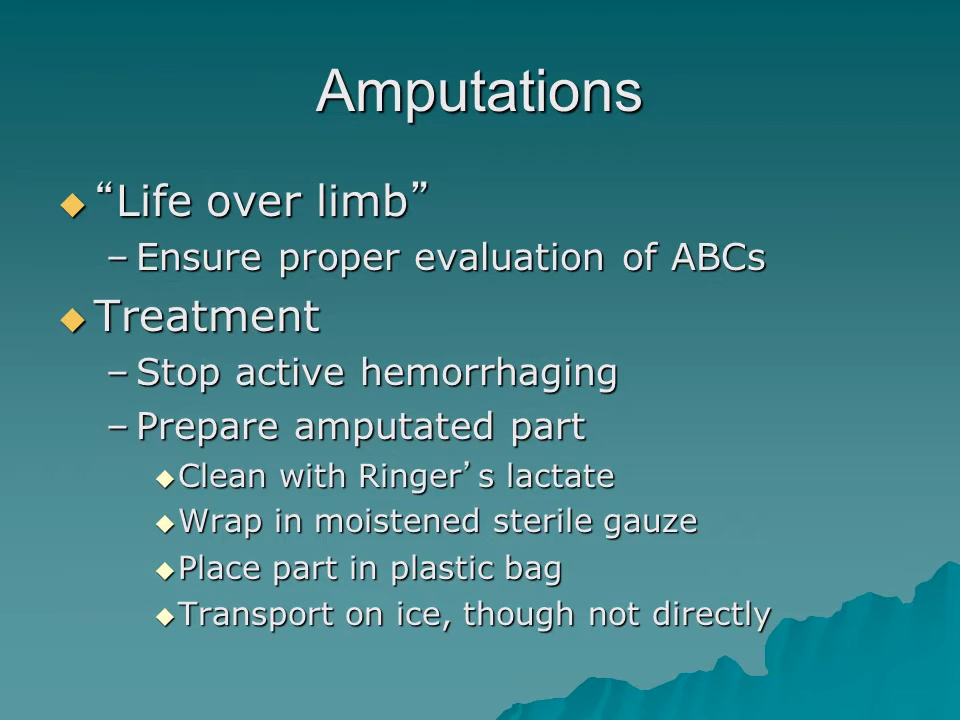 Amputations
“Life over limb”
–Ensure proper evaluation of ABCs
Treatment
–Stop active hemorrhaging
–Prepare amputated part
Clean with Ringer’s lactate
Wrap in moistened sterile gauze
Place part in plastic bag
Transport on ice, though not directly